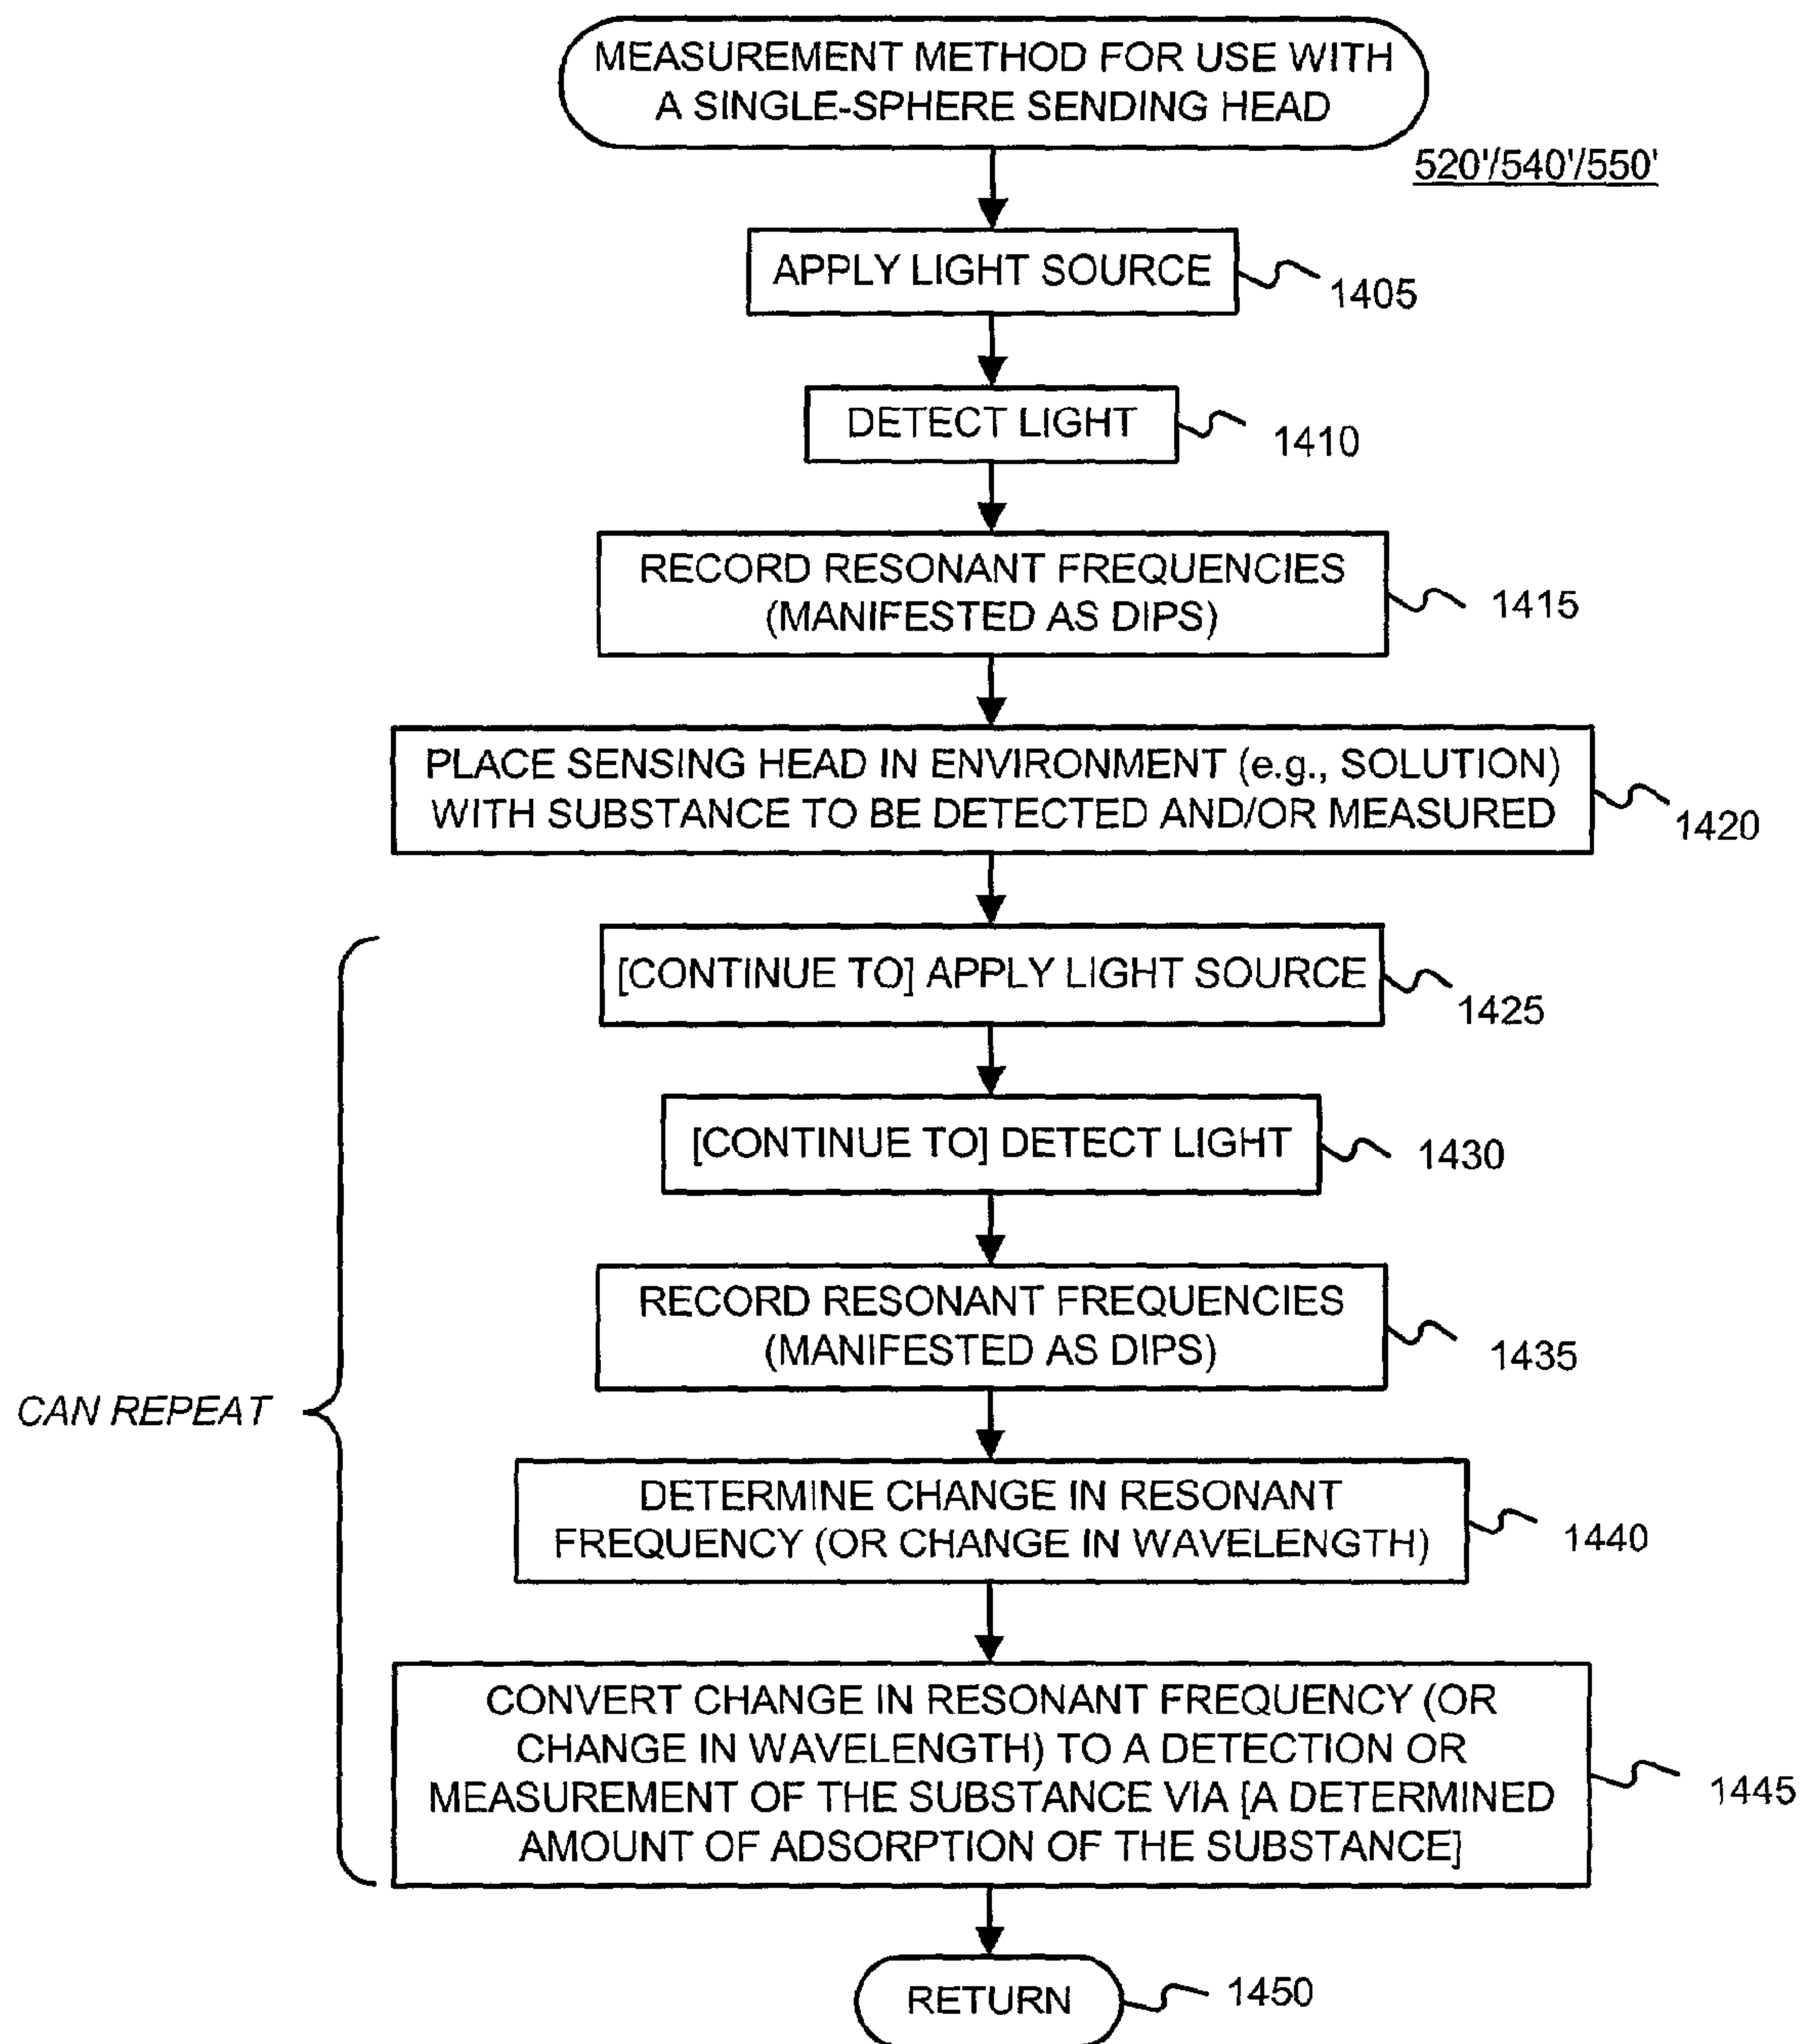 MEASUREMENT METHOD FOR USE WITH
A SINGLE-SPHERE SENDING HEAD
520'/540'/550'
APPLY LIGHT SOURCE
1405
DETECT LIGHT
1410
RECORD RESONANT FREQUENCIES
(MANIFESTED AS DIPS)
1415
PLACE SENSING HEAD IN ENVIRONMENT (e.g., SOLUTION)
WITH SUBSTANCE TO BE DETECTED AND/OR MEASURED
1420
[CONTINUE TO] APPLY LIGHT SOURCE
1425
[CONTINUE TO] DETECT LIGHT
1430
RECORD RESONANT FREQUENCIES
(MANIFESTED AS DIPS)
1435
CAN REPEAT
DETERMINE CHANGE IN RESONANT
FREQUENCY (OR CHANGE IN WAVELENGTH)
1440
CONVERT CHANGE IN RESONANT FREQUENCY (OR
CHANGE IN WAVELENGTH) TO A DETECTION OR
MEASUREMENT OF THE SUBSTANCE VIA [A DETERMINED
AMOUNT OF ADSORPTION OF THE SUBSTANCE]
1445
RETURN
1450